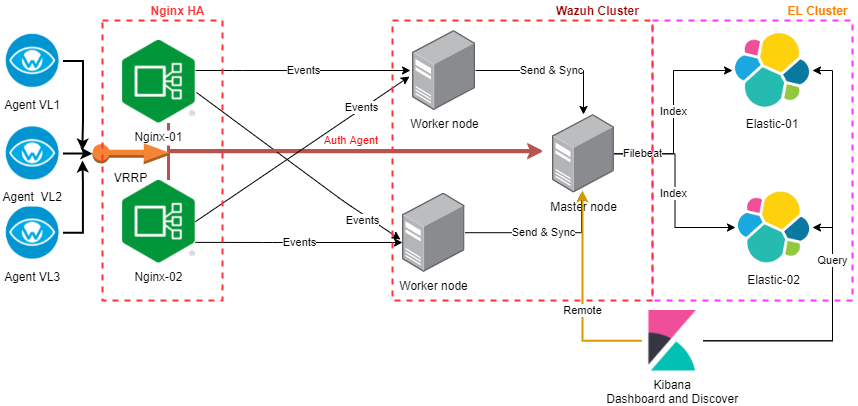 Nginx HA
Wazuh Cluster
EL Cluster
Agent VL1
Nginx-01
Events
Worker node
Send & Sync
Index
Elastic-01
Events
Auth Agent
Filebeat
VRRP
Agent  VL2
Master node
Index
Agent VL3
Nginx-02
Events
Events
Worker node
Send & Sync
Elastic-02
Query
Remote
Kibana
Dashboard and Discover